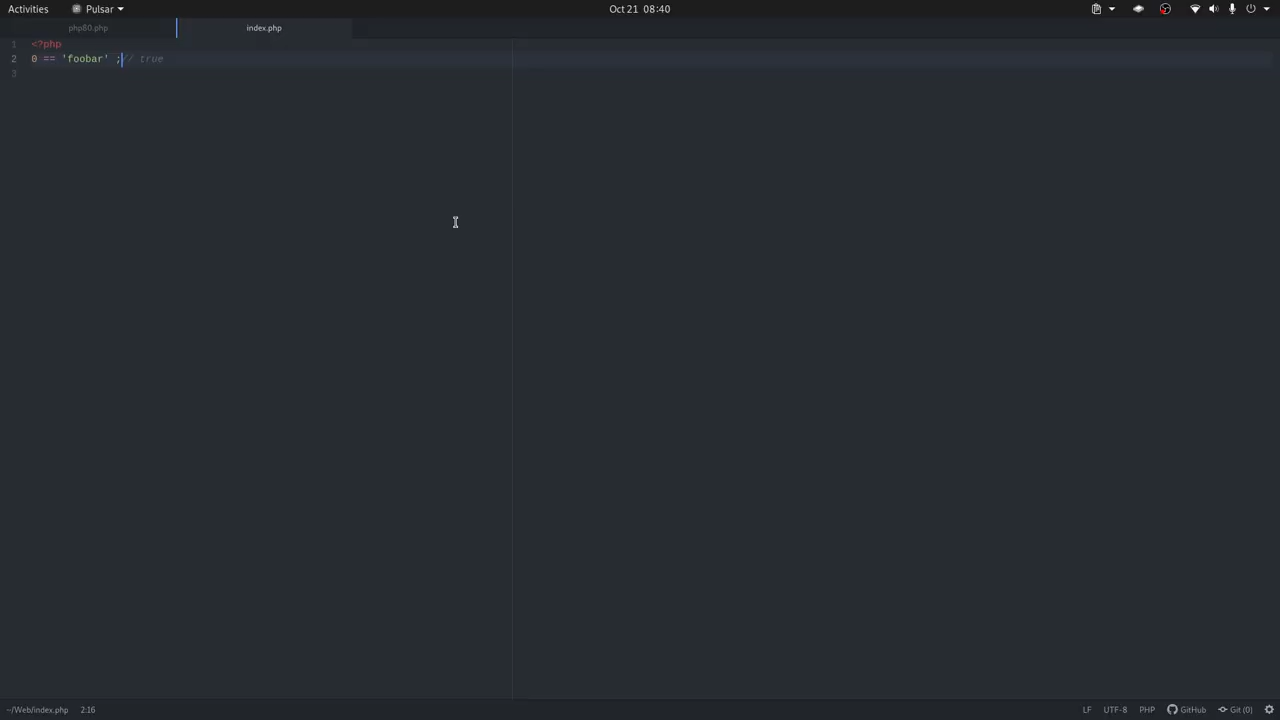 Activities Pulsar Oct 21 08:40
php80.php index.php
1 <?php
2 0 == 'foobar' ;// true
3
~/Web/index.php 2:16 LF UTF-8 PHP GitHub Git (0)